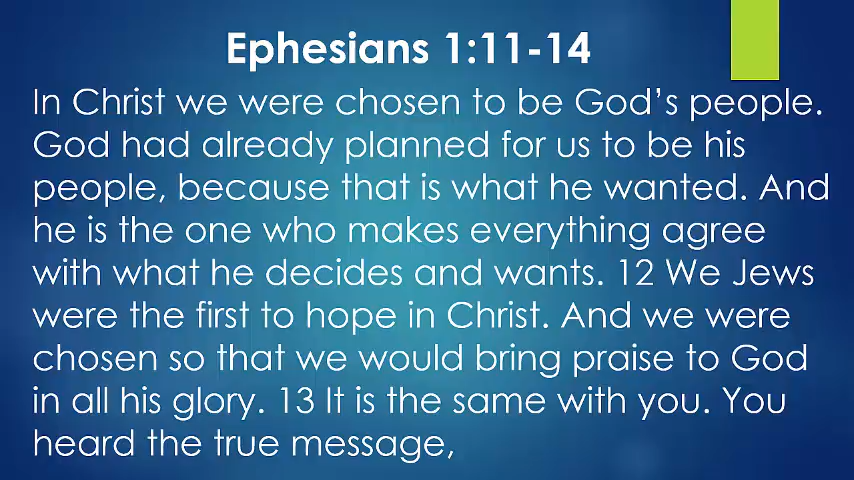 Ephesians 1:11-14
In Christ we were chosen to be God’s people.
God had already planned for us to be his
people, because that is what he wanted. And
he is the one who makes everything agree
with what he decides and wants. 12 We Jews
were the first to hope in Christ. And we were
chosen so that we would bring praise to God
in all his glory. 13 It is the same with you. You
heard the true message,